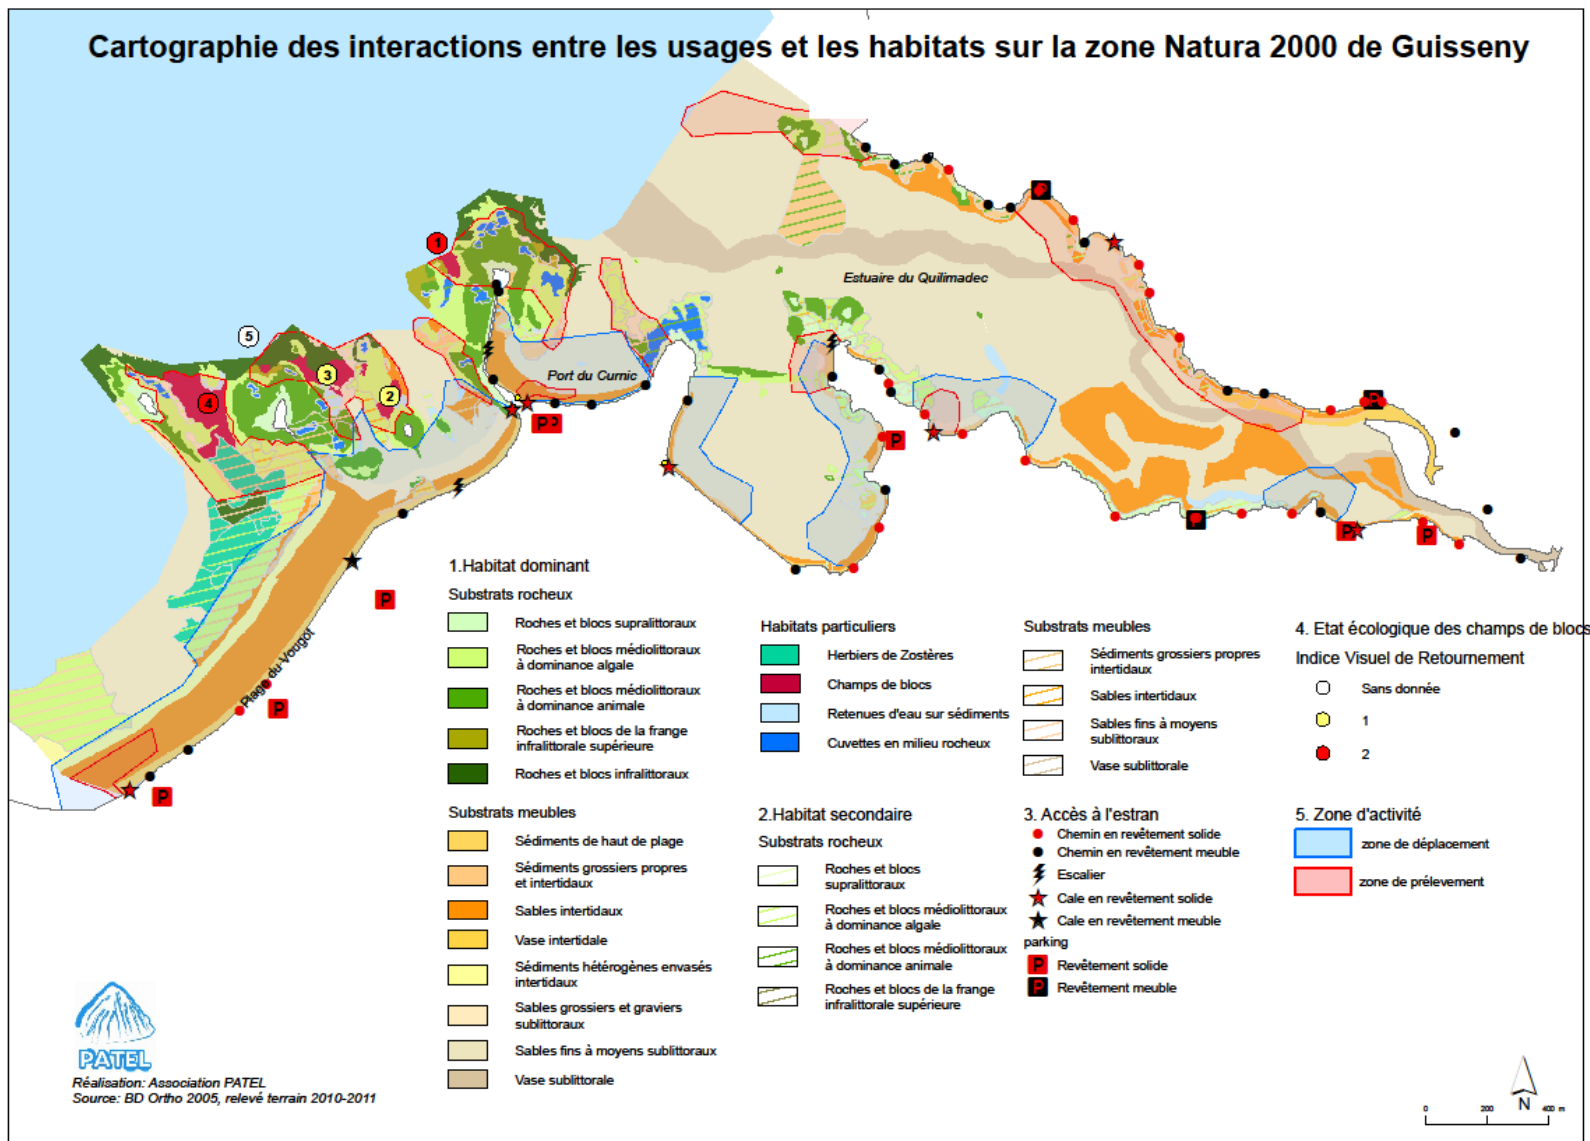 Cartographie des interactions entre les usages et les habitats sur la zone Natura 2000 de Guisseny
1
Estuaire du Quilimadec
5
3
Port du Curnic
2
4
P
P
P
P
P
P
P
Plage du Vougot
P
P
1.Habitat dominant
Substrats rocheux
Roches et blocs supralittoraux
Roches et blocs médiolittoraux
à dominance algale
Roches et blocs médiolittoraux
à dominance animale
Roches et blocs de la frange
infralittorale supérieure
Roches et blocs infralittoraux
Substrats meubles
Sédiments de haut de plage
Sédiments grossiers propres
et intertidaux
Sables intertidaux
Vase intertidale
Sédiments hétérogènes envasés
intertidaux
Sables grossiers et graviers
sublittoraux
Sables fins à moyens sublittoraux
Vase sublittorale
Habitats particuliers
Herbiers de Zostères
Champs de blocs
Retenues d'eau sur sédiments
Cuvettes en milieu rocheux
2.Habitat secondaire
Substrats rocheux
Roches et blocs
supralittoraux
Roches et blocs médiolittoraux
à dominance algale
Roches et blocs médiolittoraux
à dominance animale
Roches et blocs de la frange
infralittorale supérieure
Substrats meubles
Sédiments grossiers propres
intertidaux
Sables intertidaux
Sables fins à moyens
sublittoraux
Vase sublittorale
3. Accès à l'estran
Chemin en revêtement solide
Chemin en revêtement meuble
Escalier
Cale en revêtement solide
Cale en revêtement meuble
parking
P Revêtement solide
P Revêtement meuble
4. Etat écologique des champs de blocs
Indice Visuel de Retournement
Sans donnée
1
2
5. Zone d'activité
zone de déplacement
zone de prélevement
PATEL
Réalisation: Association PATEL
Source: BD Ortho 2005, relevé terrain 2010-2011
N
0 200 400 m